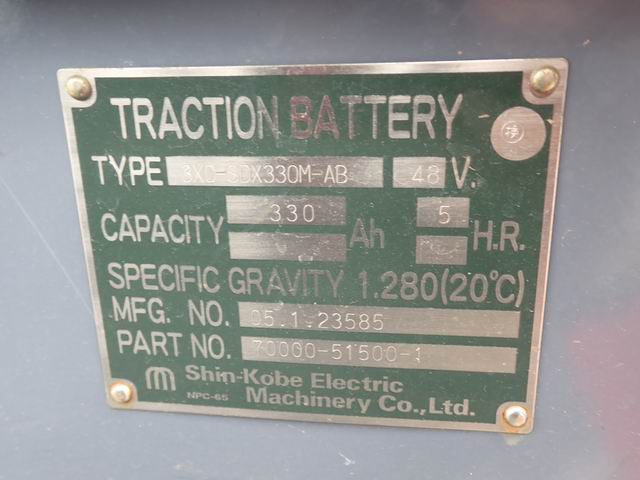 TRACTION BATTERY
TYPE 3XD-SDX330M-AB 48 V.
330 5
CAPACITY Ah H.R.
SPECIFIC GRAVITY 1.280(20°C)
MFG. NO. 05.1.23585
PART NO. 70000-51500-1
Shin-Kobe Electric
NPC-65 Machinery Co.,Ltd.